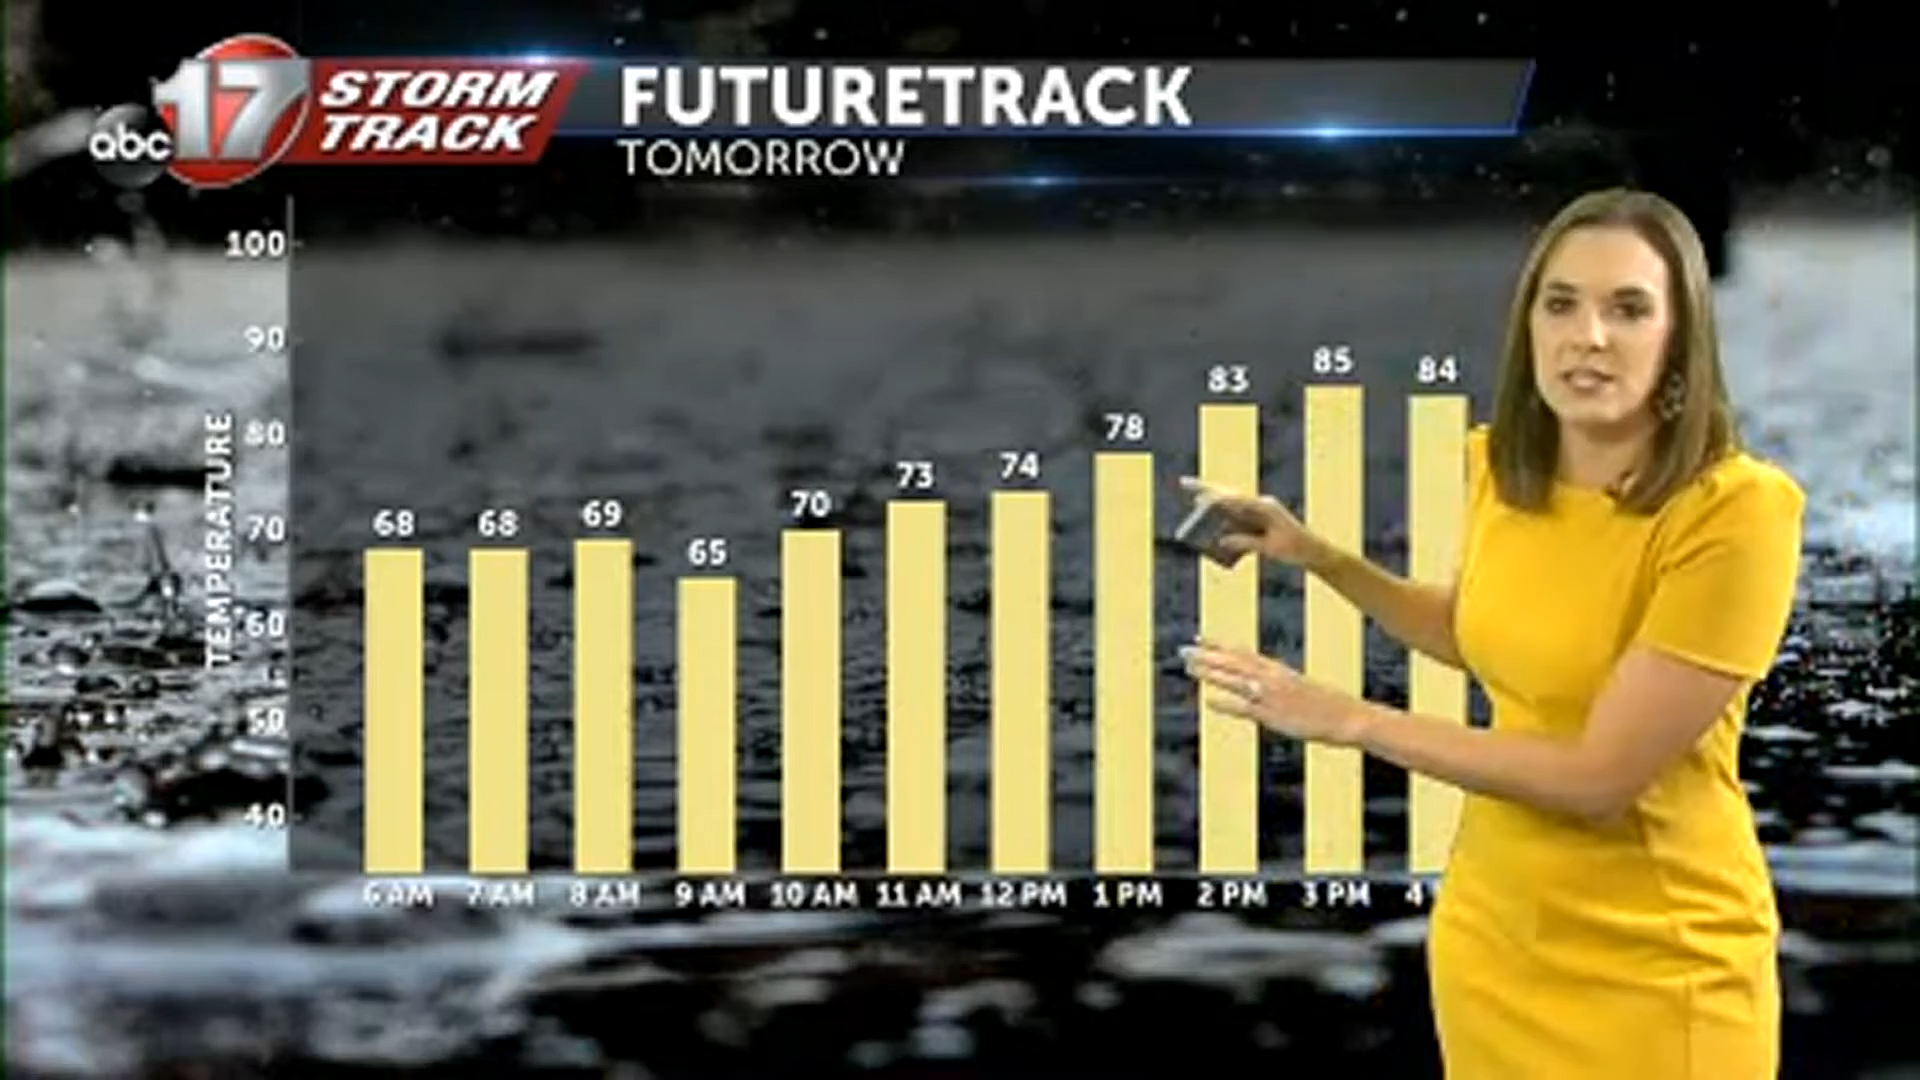 abc 17 STORM TRACK
FUTURETRACK
TOMORROW
TEMPERATURE
100
90
80
70
60
50
40
68 68 69 65 70 73 74 78 83 85 84
6 AM 7 AM 8 AM 9 AM 10 AM 11 AM 12 PM 1 PM 2 PM 3 PM 4